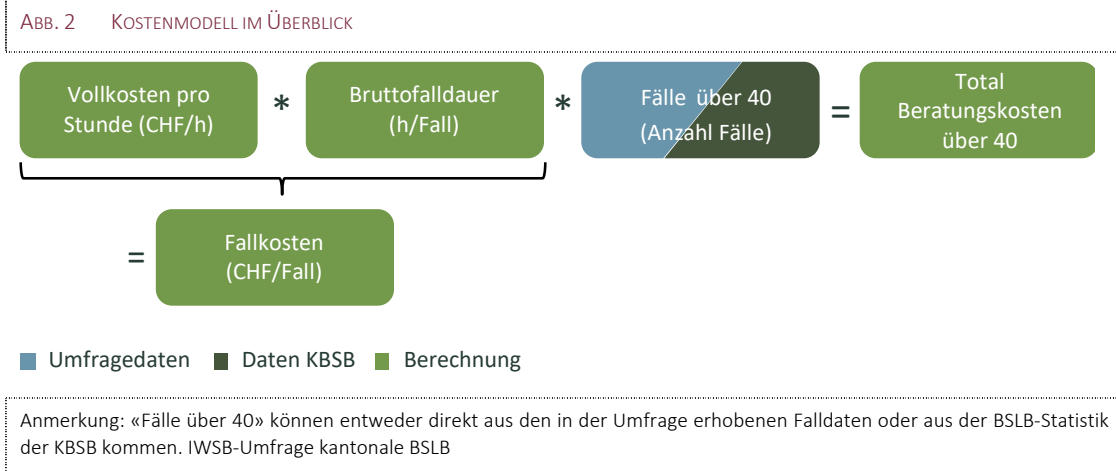 ABB. 2 KOSTENMODELL IM ÜBERBLICK
Vollkosten pro
Stunde (CHF/h)
*
Bruttofalldauer
(h/Fall)
*
Fälle über 40
(Anzahl Fälle)
=
Total
Beratungskosten
über 40
=
Fallkosten
(CHF/Fall)
Umfragedaten Daten KBSB Berechnung
Anmerkung: «Fälle über 40» können entweder direkt aus den in der Umfrage erhobenen Falldaten oder aus der BSLB-Statistik
der KBSB kommen. IWSB-Umfrage kantonale BSLB